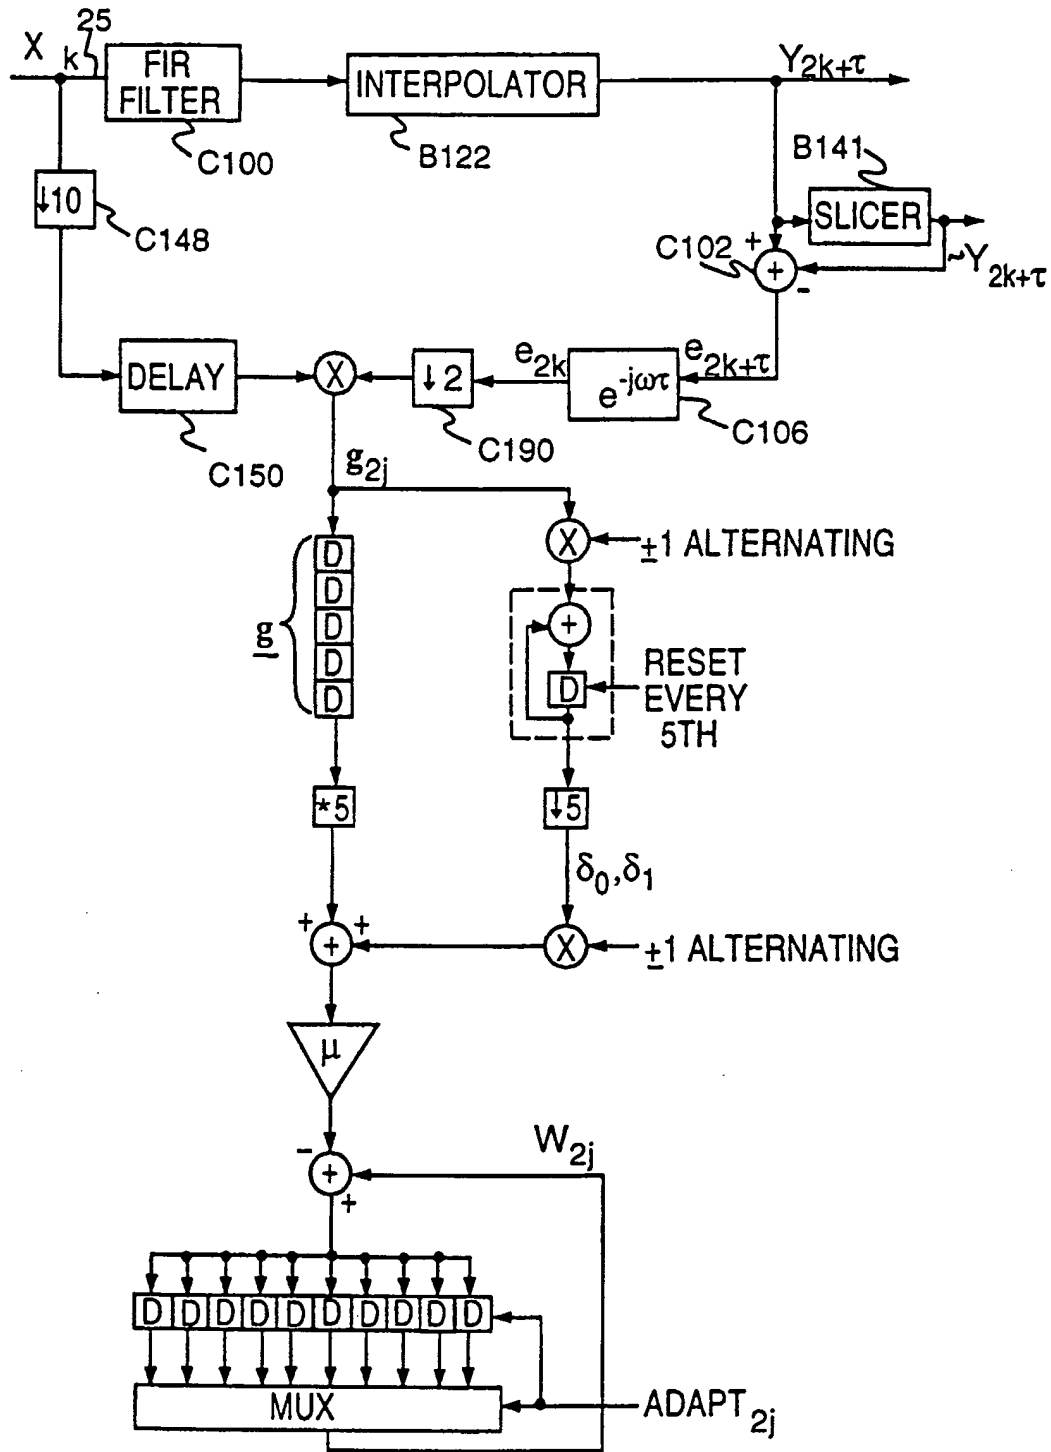 25
X
k
FIR
FILTER
INTERPOLATOR
Y2k+τ
C100
B122
B141
↓10
SLICER
C148
C102
+
+
-
~Y2k+τ
DELAY
X
↓2
e2k
e-jωτ
e2k+τ
C150
C190
C106
g2j
X
±1 ALTERNATING
D
D
D
D
D
g
+
D
RESET
EVERY
5TH
*5
↓5
δ0,δ1
+
+
+
X
±1 ALTERNATING
μ
-
+
+
W2j
D D D D D D D D D D
MUX
ADAPT2j